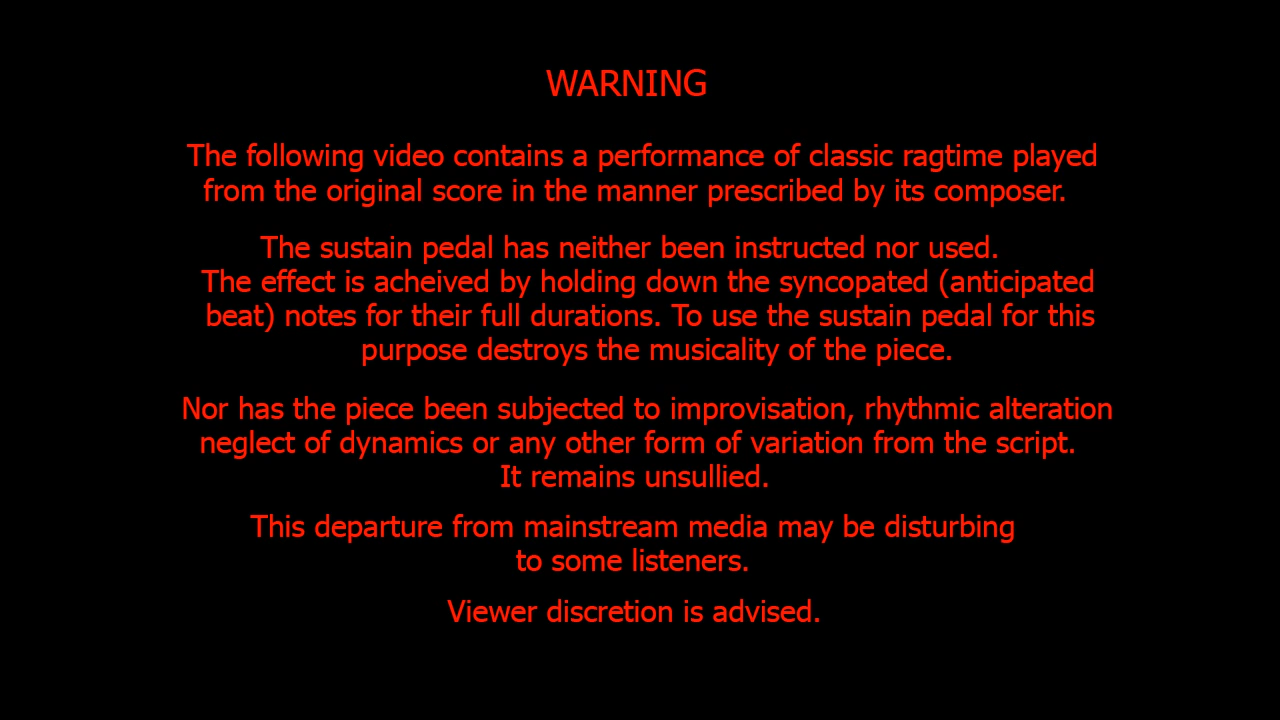 WARNING
The following video contains a performance of classic ragtime played
from the original score in the manner prescribed by its composer.
The sustain pedal has neither been instructed nor used.
The effect is acheived by holding down the syncopated (anticipated
beat) notes for their full durations. To use the sustain pedal for this
purpose destroys the musicality of the piece.
Nor has the piece been subjected to improvisation, rhythmic alteration
neglect of dynamics or any other form of variation from the script.
It remains unsullied.
This departure from mainstream media may be disturbing
to some listeners.
Viewer discretion is advised.